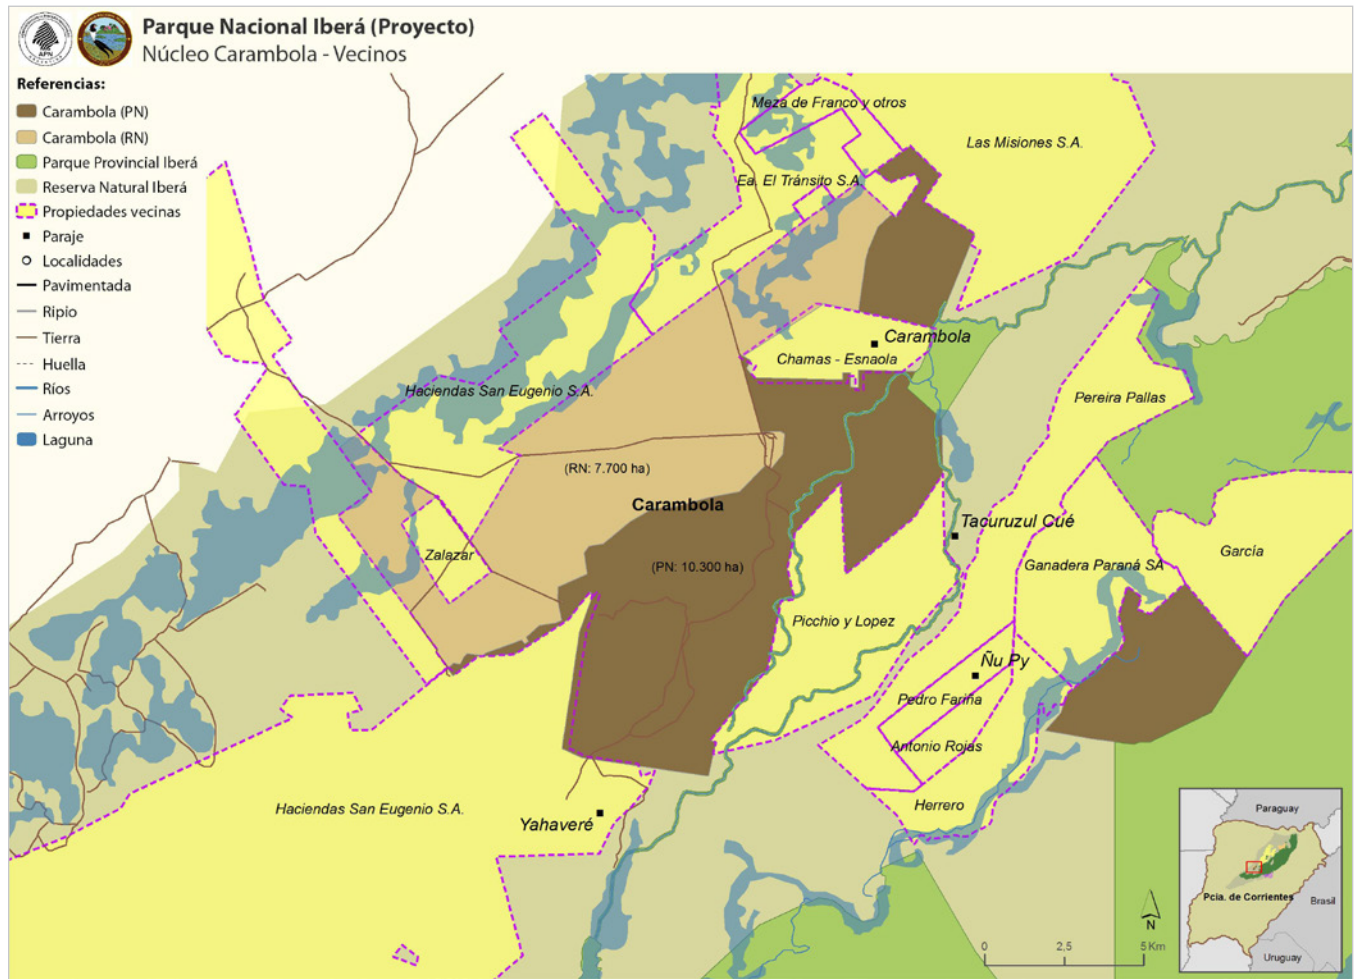 Parque Nacional Iberá (Proyecto)
Núcleo Carambola - Vecinos
APN
Referencias:
Carambola (PN)
Carambola (RN)
Parque Provincial Iberá
Reserva Natural Iberá
Propiedades vecinas
Paraje
Localidades
Pavimentada
Ripio
Tierra
Huella
Ríos
Arroyos
Laguna
Meza de Franco y otros
Las Misiones S.A.
Ea. El Tránsito S.A.
Carambola
Chamas - Esnaola
Haciendas San Eugenio S.A.
Pereira Pallas
(RN: 7.700 ha)
Carambola
Tacuruzul Cué
Zalazar
García
(PN: 10.300 ha)
Ganadera Paraná SA
Picchio y Lopez
Ñu Py
Pedro Fariña
Antonio Rojas
Herrero
Haciendas San Eugenio S.A.
Yahaveré
Paraguay
Pcia. de Corrientes
Brasil
Uruguay
N
0 2,5 5 Km